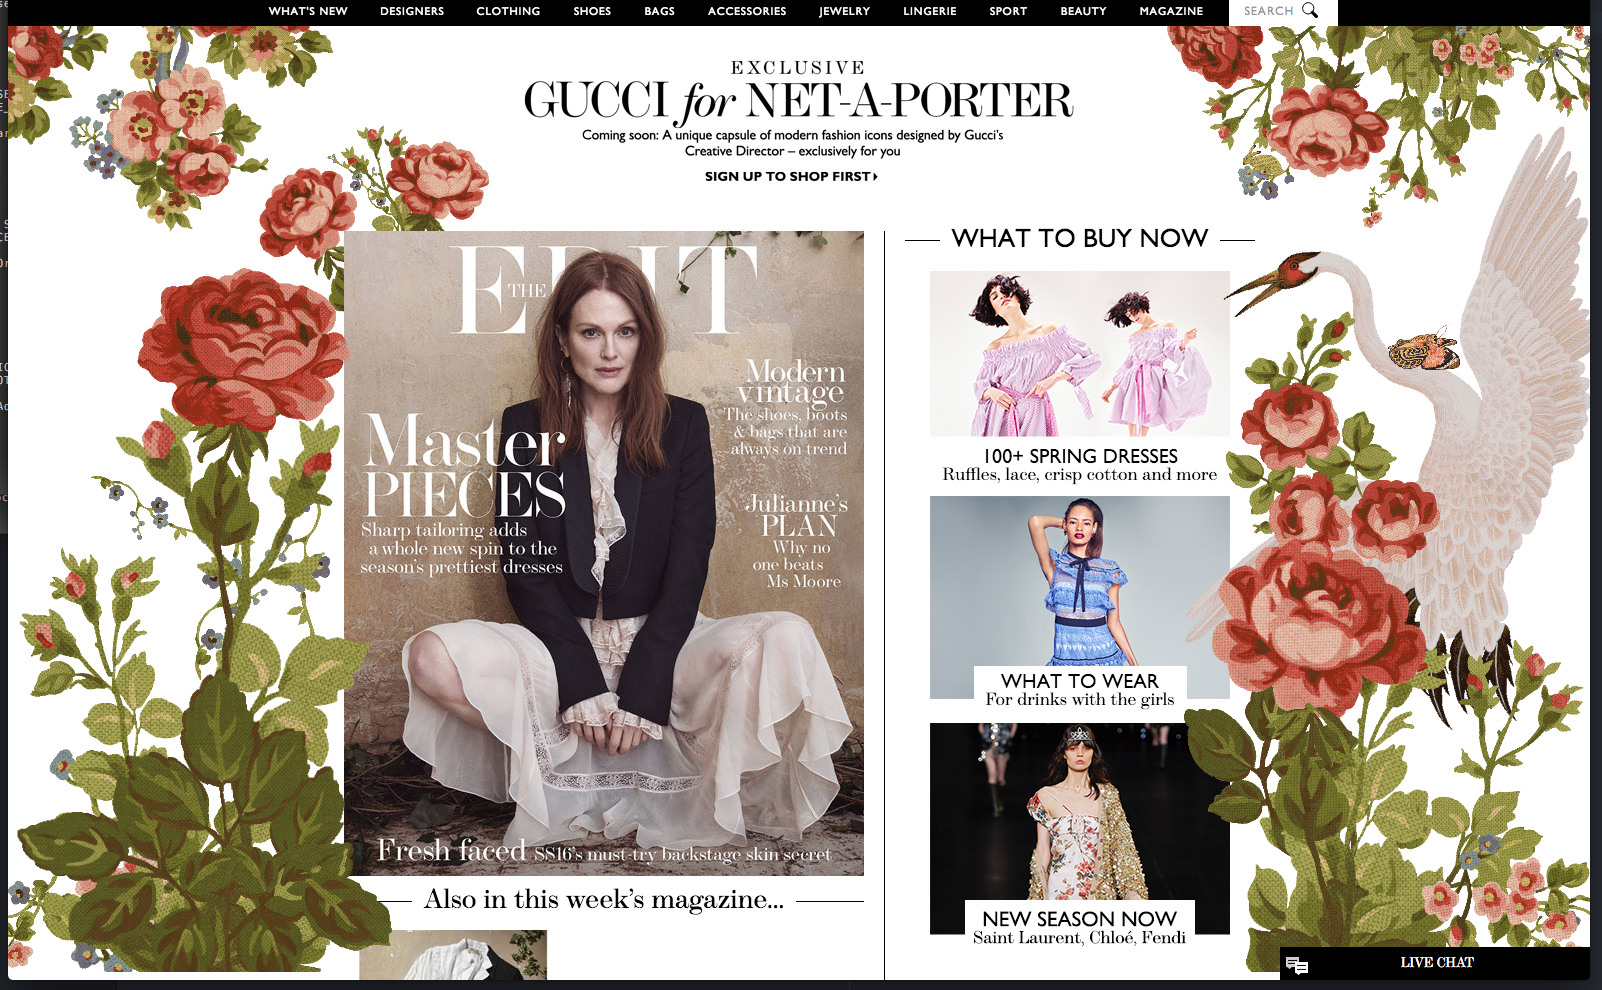 WHAT'S NEW DESIGNERS CLOTHING SHOES BAGS ACCESSORIES JEWELRY LINGERIE SPORT BEAUTY MAGAZINE SEARCH
EXCLUSIVE
GUCCI for NET-A-PORTER
Coming soon: A unique capsule of modern fashion icons designed by Gucci's
Creative Director – exclusively for you
SIGN UP TO SHOP FIRST
THE EDIT
Master
PIECES
Sharp tailoring adds
a whole new spin to the
season's prettiest dresses
Modern
vintage
The shoes, boots
& bags that are
always on trend
Julianne's
PLAN
Why no
one beats
Ms Moore
Fresh faced SS16's must-try backstage skin secret
Also in this week's magazine...
WHAT TO BUY NOW
100+ SPRING DRESSES
Ruffles, lace, crisp cotton and more
WHAT TO WEAR
For drinks with the girls
NEW SEASON NOW
Saint Laurent, Chloé, Fendi
LIVE CHAT